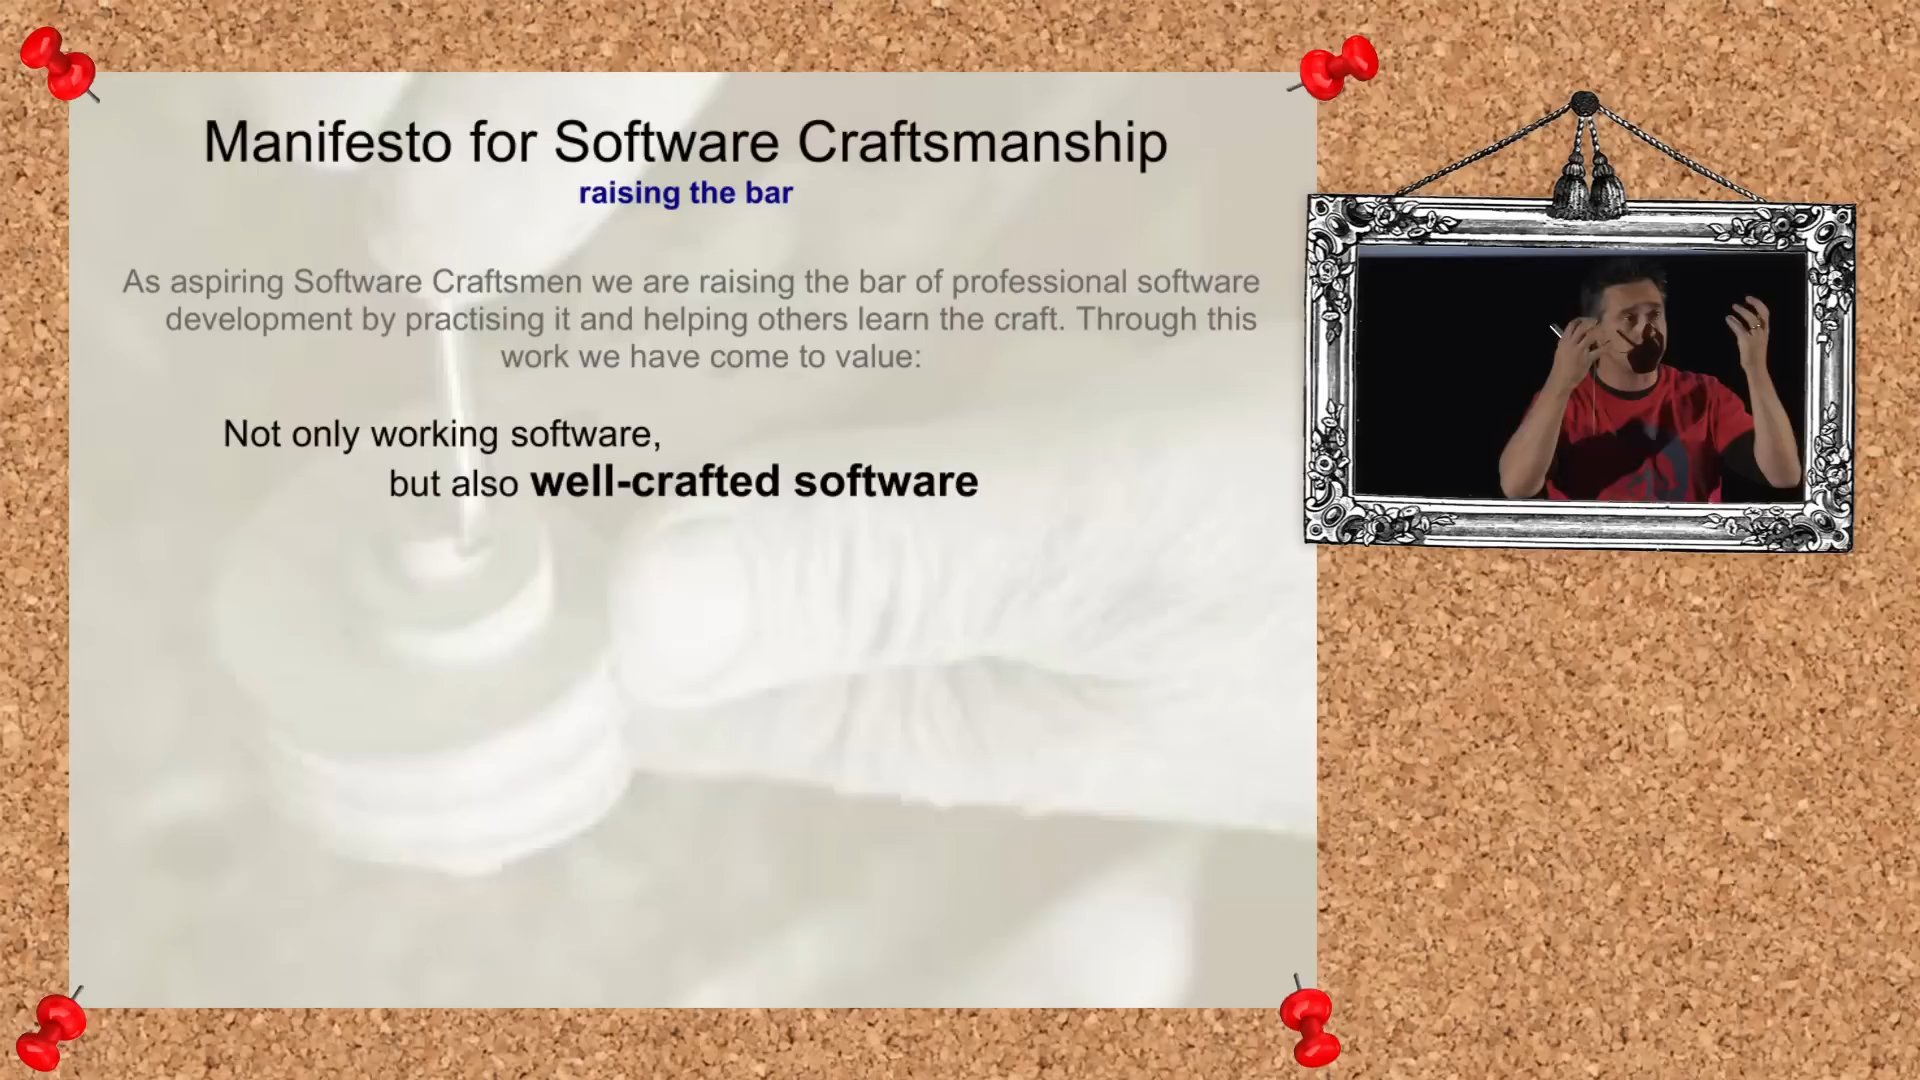 Manifesto for Software Craftsmanship
raising the bar
As aspiring Software Craftsmen we are raising the bar of professional software
development by practising it and helping others learn the craft. Through this
work we have come to value:
Not only working software,
but also well-crafted software